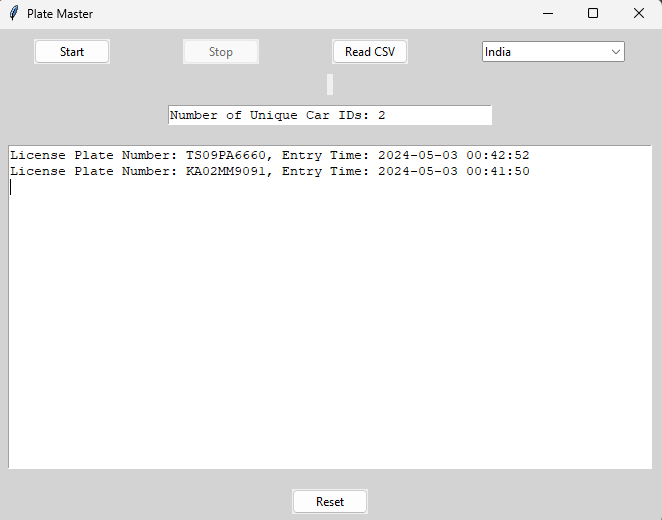 Plate Master
Start
Stop
Read CSV
India
Number of Unique Car IDs: 2
License Plate Number: TS09PA6660, Entry Time: 2024-05-03 00:42:52
License Plate Number: KA02MM9091, Entry Time: 2024-05-03 00:41:50
Reset